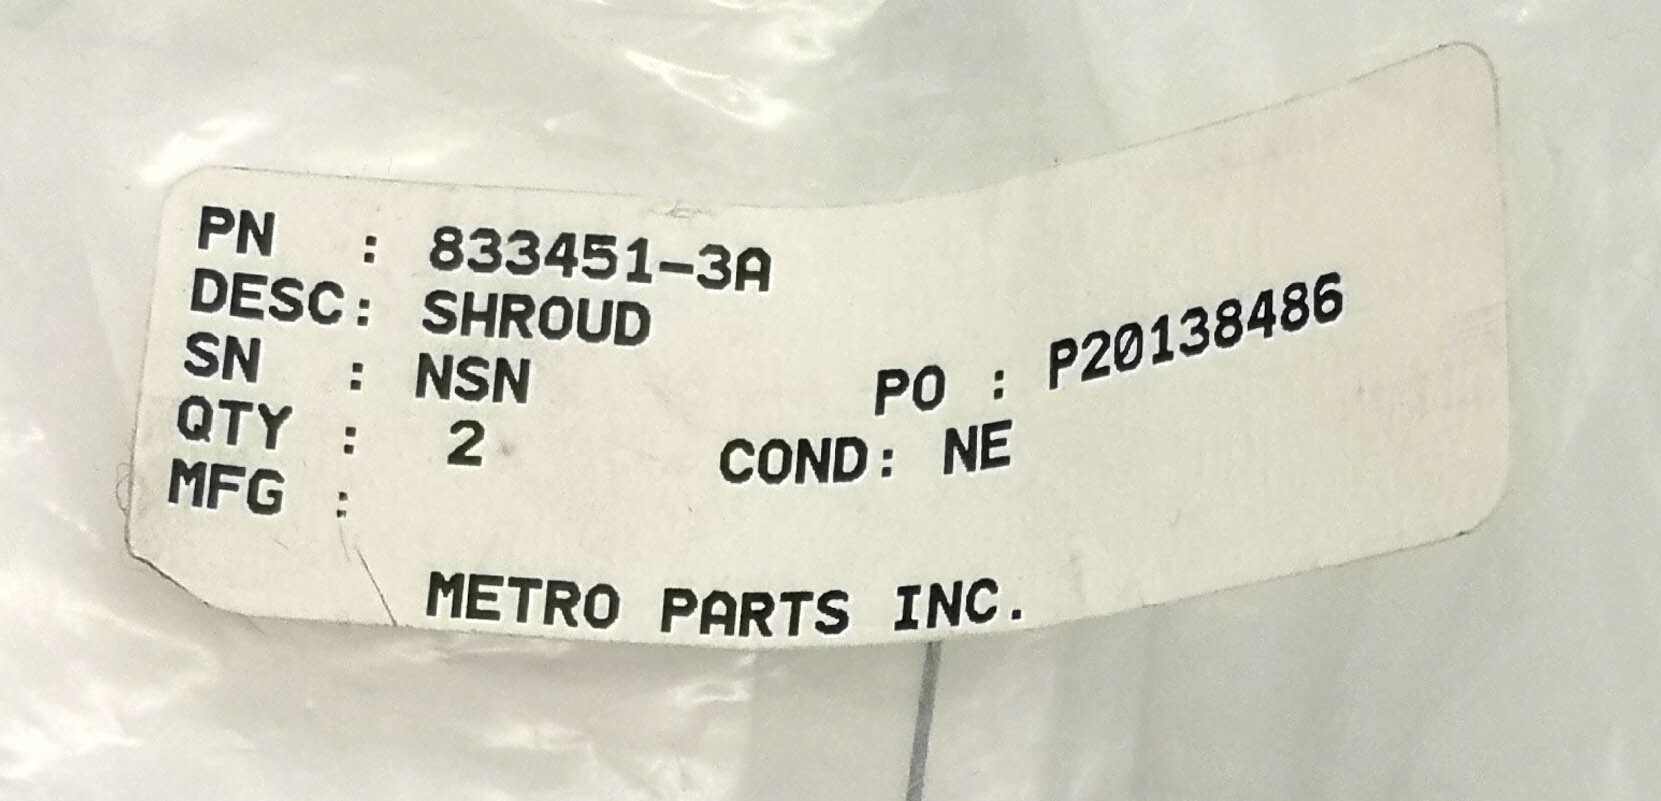 PN : 833451-3A
DESC: SHROUD
SN : NSN PO : P20138486
QTY : 2 COND: NE
MFG :
METRO PARTS INC.